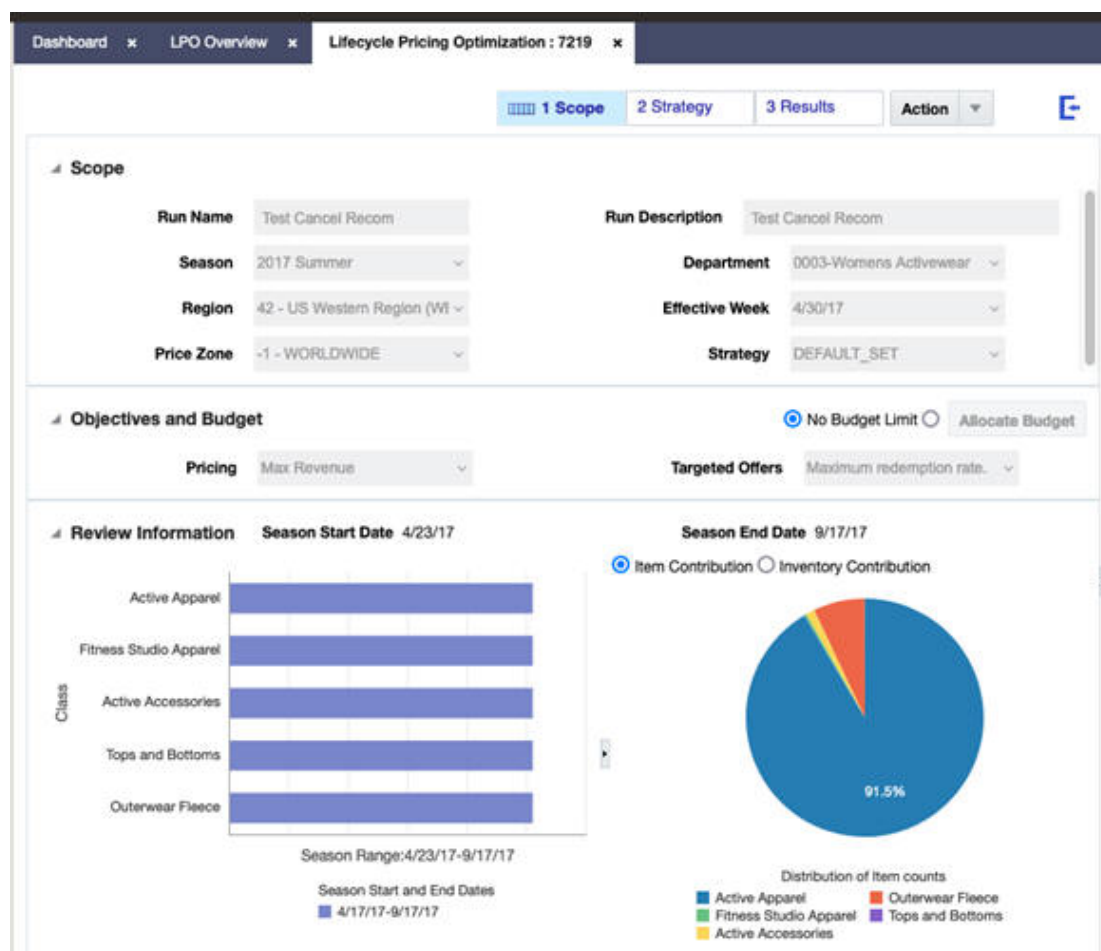 Dashboard × LPO Overview × Lifecycle Pricing Optimization : 7219 ×
1 Scope 2 Strategy 3 Results Action
Scope
Run Name Test Cancel Recom Run Description Test Cancel Recom
Season 2017 Summer Department 0003-Womens Activewear
Region 42 - US Western Region (WE Effective Week 4/30/17
Price Zone -1 - WORLDWIDE Strategy DEFAULT_SET
Objectives and Budget No Budget Limit Allocate Budget
Pricing Max Revenue Targeted Offers Maximum redemption rate.
Review Information Season Start Date 4/23/17 Season End Date 9/17/17
Item Contribution Inventory Contribution
Class
Active Apparel
Fitness Studio Apparel
Active Accessories
Tops and Bottoms
Outerwear Fleece
91.5%
Season Range:4/23/17-9/17/17
Season Start and End Dates
4/17/17-9/17/17
Distribution of Item counts
Active Apparel Outerwear Fleece
Fitness Studio Apparel Tops and Bottoms
Active Accessories